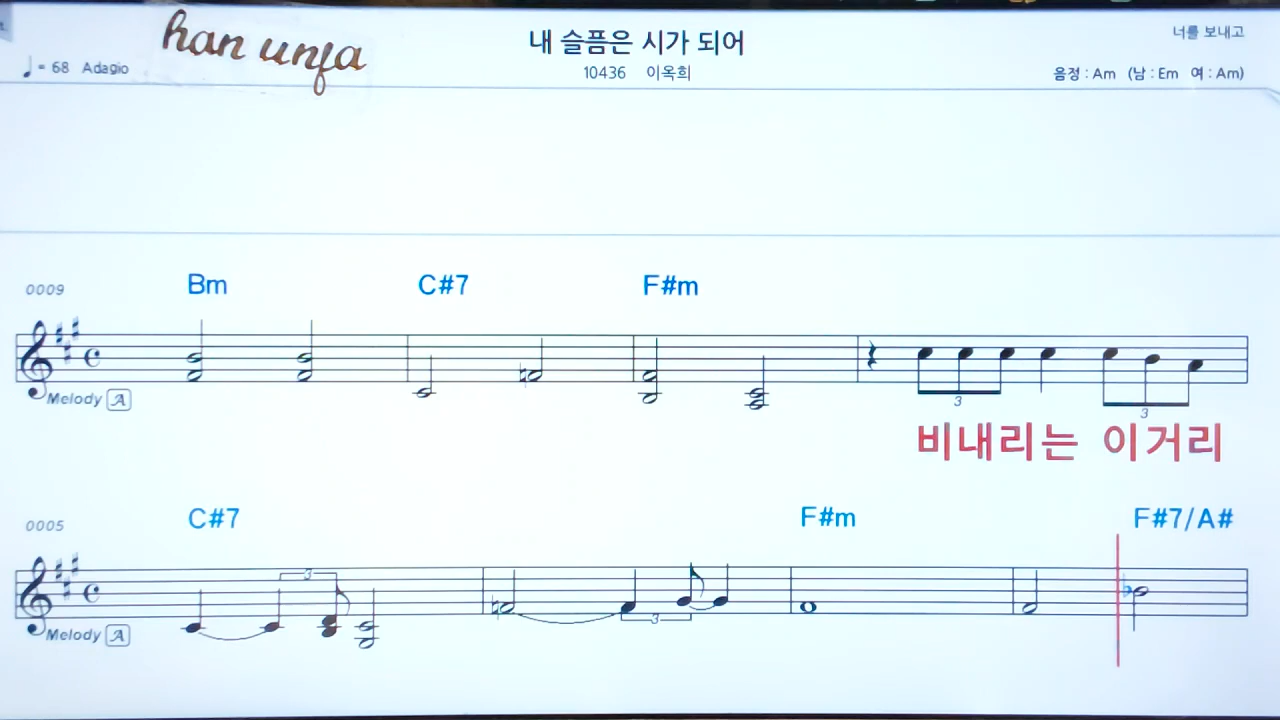 han unfa
내 슬픔은 시가 되어
너를 보내고
♩ = 68 Adagio
10436 이옥희
음정 : Am (남 : Em 여 : Am)
0009 Bm C#7 F#m
Melody A
3 3
비내리는 이거리
0005 C#7 F#m F#7/A#
3
Melody A
3